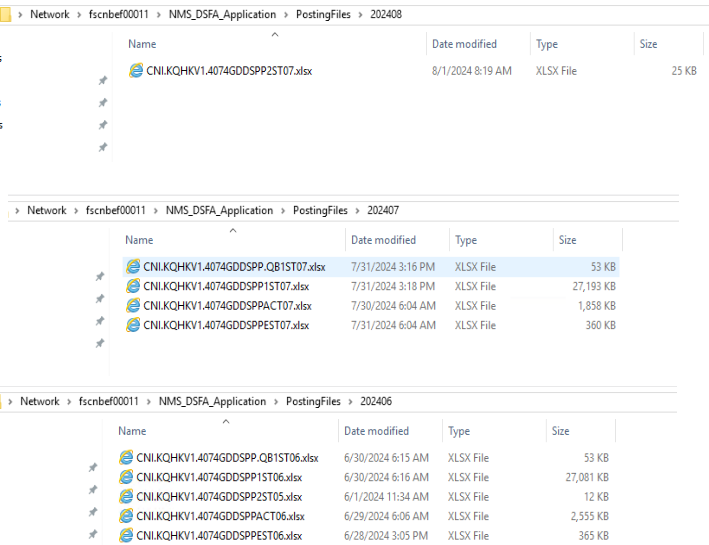 Network > fscnbef00011 > NMS_DSFA_Application > PostingFiles > 202408
Name Date modified Type Size
CNI.KQHKV1.4074GDDSPP2ST07.xlsx 8/1/2024 8:19 AM XLSX File 25 KB
Network > fscnbef00011 > NMS_DSFA_Application > PostingFiles > 202407
Name Date modified Type Size
CNI.KQHKV1.4074GDDSPP.QB1ST07.xlsx 7/31/2024 3:16 PM XLSX File 53 KB
CNI.KQHKV1.4074GDDSPP1ST07.xlsx 7/31/2024 3:18 PM XLSX File 27,193 KB
CNI.KQHKV1.4074GDDSPPACT07.xlsx 7/30/2024 6:04 AM XLSX File 1,858 KB
CNI.KQHKV1.4074GDDSPPEST07.xlsx 7/31/2024 6:04 AM XLSX File 360 KB
Network > fscnbef00011 > NMS_DSFA_Application > PostingFiles > 202406
Name Date modified Type Size
CNI.KQHKV1.4074GDDSPP.QB1ST06.xlsx 6/30/2024 6:15 AM XLSX File 53 KB
CNI.KQHKV1.4074GDDSPP1ST06.xlsx 6/30/2024 6:16 AM XLSX File 27,081 KB
CNI.KQHKV1.4074GDDSPP2ST05.xlsx 6/1/2024 11:34 AM XLSX File 12 KB
CNI.KQHKV1.4074GDDSPPACT06.xlsx 6/29/2024 6:06 AM XLSX File 2,555 KB
CNI.KQHKV1.4074GDDSPPEST06.xlsx 6/28/2024 3:05 PM XLSX File 365 KB